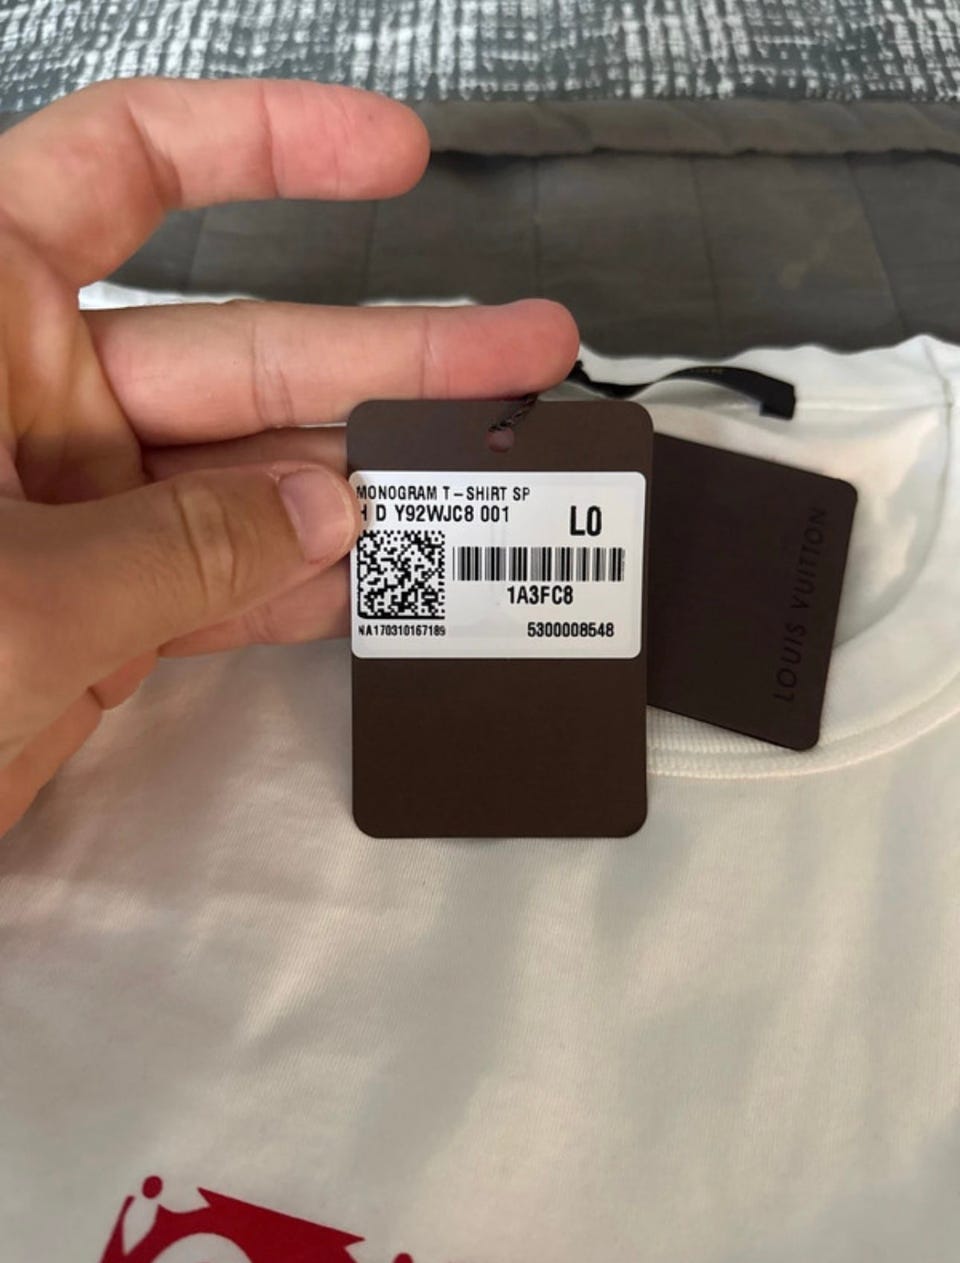 MONOGRAM T-SHIRT SP
H D Y92WJC8 001
L0
1A3FC8
NA170310167189
5300008548
LOUIS VUITTON